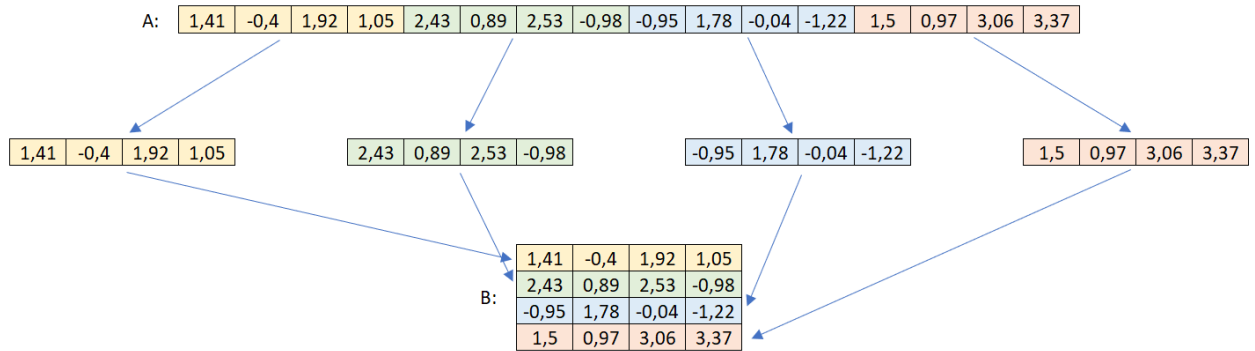 A: 1,41 -0,4 1,92 1,05 2,43 0,89 2,53 -0,98 -0,95 1,78 -0,04 -1,22 1,5 0,97 3,06 3,37
1,41 -0,4 1,92 1,05 2,43 0,89 2,53 -0,98 -0,95 1,78 -0,04 -1,22 1,5 0,97 3,06 3,37
1,41 -0,4 1,92 1,05
2,43 0,89 2,53 -0,98
B:
-0,95 1,78 -0,04 -1,22
1,5 0,97 3,06 3,37